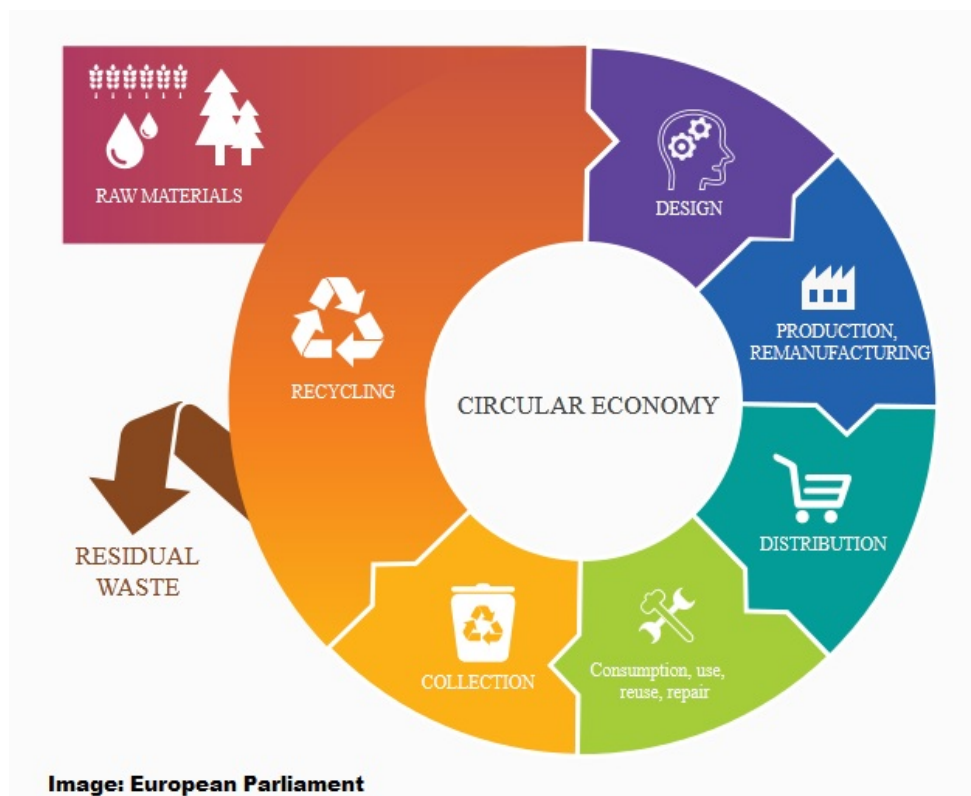 RAW MATERIALS
DESIGN
PRODUCTION,
REMANUFACTURING
RECYCLING
CIRCULAR ECONOMY
DISTRIBUTION
RESIDUAL
WASTE
Consumption, use,
reuse, repair
COLLECTION
Image: European Parliament